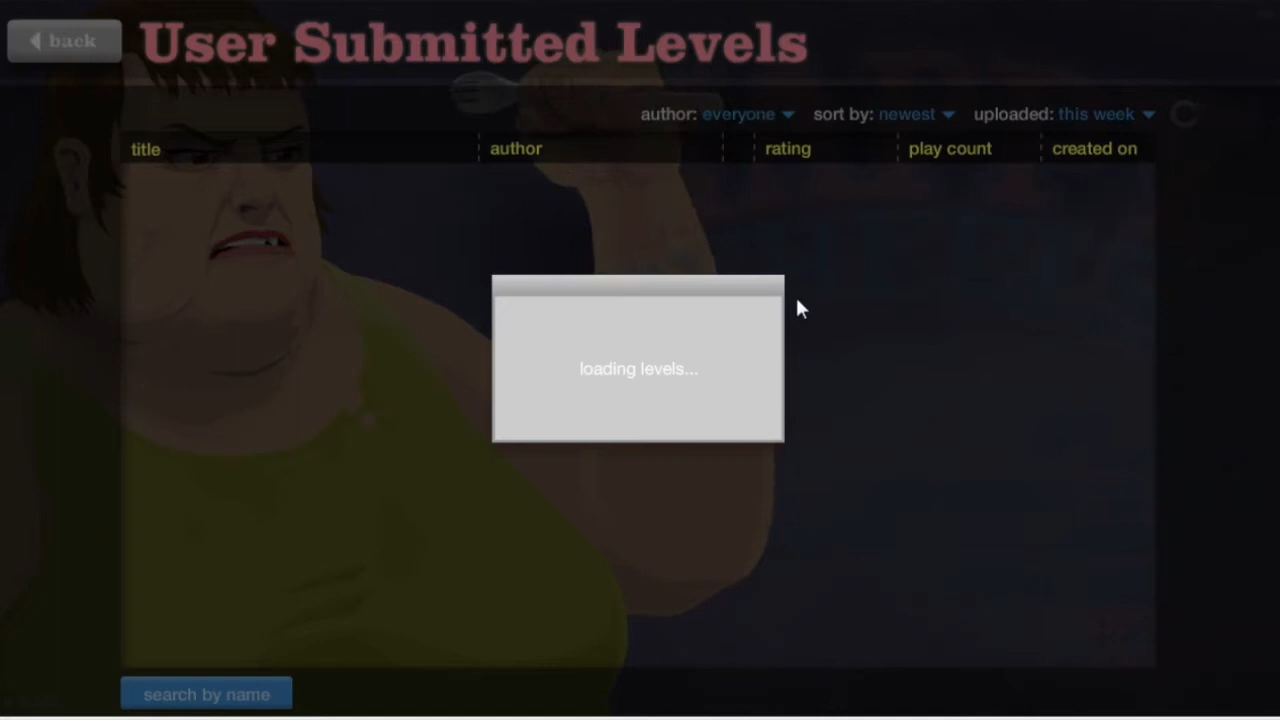 back
User Submitted Levels
author: everyone sort by: newest uploaded: this week
title author rating play count created on
loading levels...
search by name